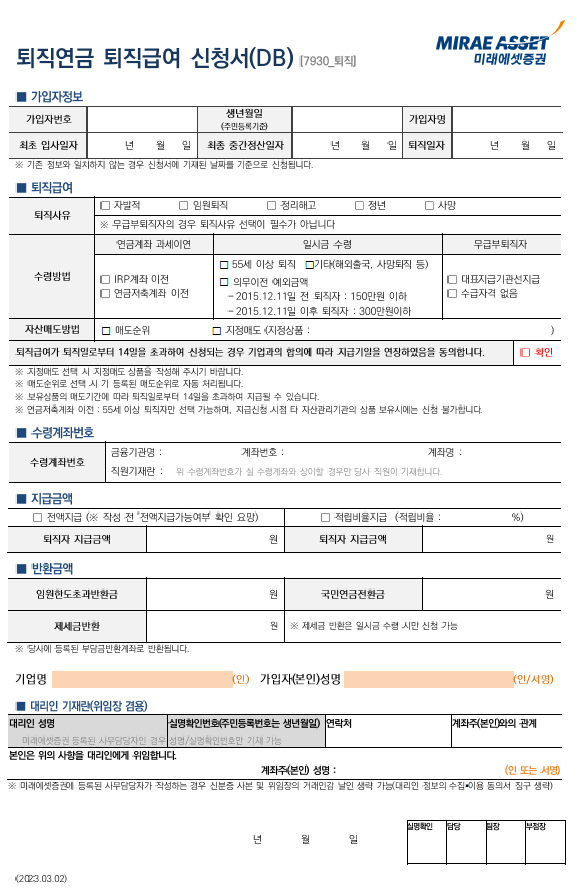 MIRAE ASSET
미래에셋증권
퇴직연금 퇴직급여 신청서(DB) [7930_퇴직]
■ 가입자정보
가입자번호 생년월일 (주민등록기준) 가입자명
최초 입사일자 년 월 일 최종 중간정산일자 년 월 일 퇴직일자 년 월 일
※ 기존 정보와 일치하지 않는 경우 신청서에 기재된 날짜를 기준으로 신청됩니다.
■ 퇴직급여
퇴직사유 □ 자발적 □ 임원퇴직 □ 정리해고 □ 정년 □ 사망
※ 무급부퇴직자의 경우 퇴직사유 선택이 필수가 아닙니다
수령방법 연금계좌 과세이연 일시금 수령 무급부퇴직자
□ 55세 이상 퇴직 □기타(해외출국, 사망퇴직 등)
□ IRP계좌 이전 □ 의무이전 예외금액 □ 대표지급기관선지급
□ 연금저축계좌 이전 – 2015.12.11일 전 퇴직자 : 150만원 이하 □ 수급자격 없음
– 2015.12.11일 이후 퇴직자 : 300만원이하
자산매도방법 □ 매도순위 □ 지정매도 (지정상품 : )
퇴직급여가 퇴직일로부터 14일을 초과하여 신청되는 경우 기업과의 합의에 따라 지급기일을 연장하였음을 동의합니다. □ 확인
※ 지정매도 선택 시 지정매도 상품을 작성해 주시기 바랍니다.
※ 매도순위로 선택 시 기 등록된 매도순위로 자동 처리됩니다.
※ 보유상품의 매도기간에 따라 퇴직일로부터 14일을 초과하여 지급될 수 있습니다.
※ 연금저축계좌 이전 : 55세 이상 퇴직자만 선택 가능하며, 지급신청 시점 타 자산관리기관의 상품 보유시에는 신청 불가합니다.
■ 수령계좌번호
수령계좌번호 금융기관명 : 계좌번호 : 계좌명 :
직원기재란 : 위 수령계좌번호가 실 수령계좌와 상이할 경우만 당사 직원이 기재합니다.
■ 지급금액
□ 전액지급 (※ 작성 전 '전액지급가능여부' 확인 요망) □ 적립비율지급 (적립비율 : %)
퇴직자 지급금액 원 퇴직자 지급금액 원
■ 반환금액
임원한도초과반환금 원 국민연금전환금 원
제세금반환 원 ※ 제세금 반환은 일시금 수령 시만 신청 가능
※ 당사에 등록된 부담금반환계좌로 반환됩니다.
기업명 (인) 가입자(본인)성명 (인/서명)
■ 대리인 기재란(위임장 겸용)
대리인 성명 실명확인번호(주민등록번호는 생년월일) 연락처 계좌주(본인)와의 관계
미래에셋증권 등록된 사무담당자인 경우 성명/실명확인번호만 기재 가능
본인은 위의 사항을 대리인에게 위임합니다.
계좌주(본인) 성명 : (인 또는 서명)
※ 미래에셋증권에 등록된 사무담당자가 작성하는 경우 신분증 사본 및 위임장의 거래인감 날인 생략 가능(대리인 정보의 수집•이용 동의서 징구 생략)
실명확인 담당 팀장 부점장
년 월 일
(2023.03.02)